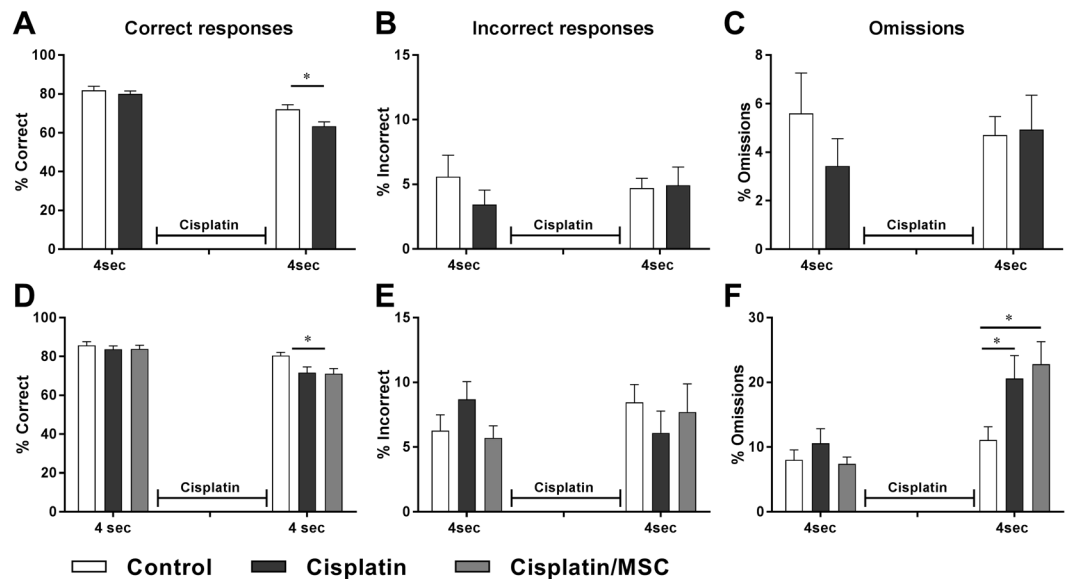 A Correct responses
% Correct
100
80
60
40
20
0
*
Cisplatin
4sec 4sec
B Incorrect responses
% Incorrect
15
10
5
0
Cisplatin
4sec 4sec
C Omissions
% Omissions
8
6
4
2
0
Cisplatin
4sec 4sec
D
% Correct
100
80
60
40
20
0
*
Cisplatin
4 sec 4 sec
E
% Incorrect
15
10
5
0
Cisplatin
4sec 4sec
F
% Omissions
30
20
10
0
*
*
Cisplatin
4sec 4sec
Control Cisplatin Cisplatin/MSC